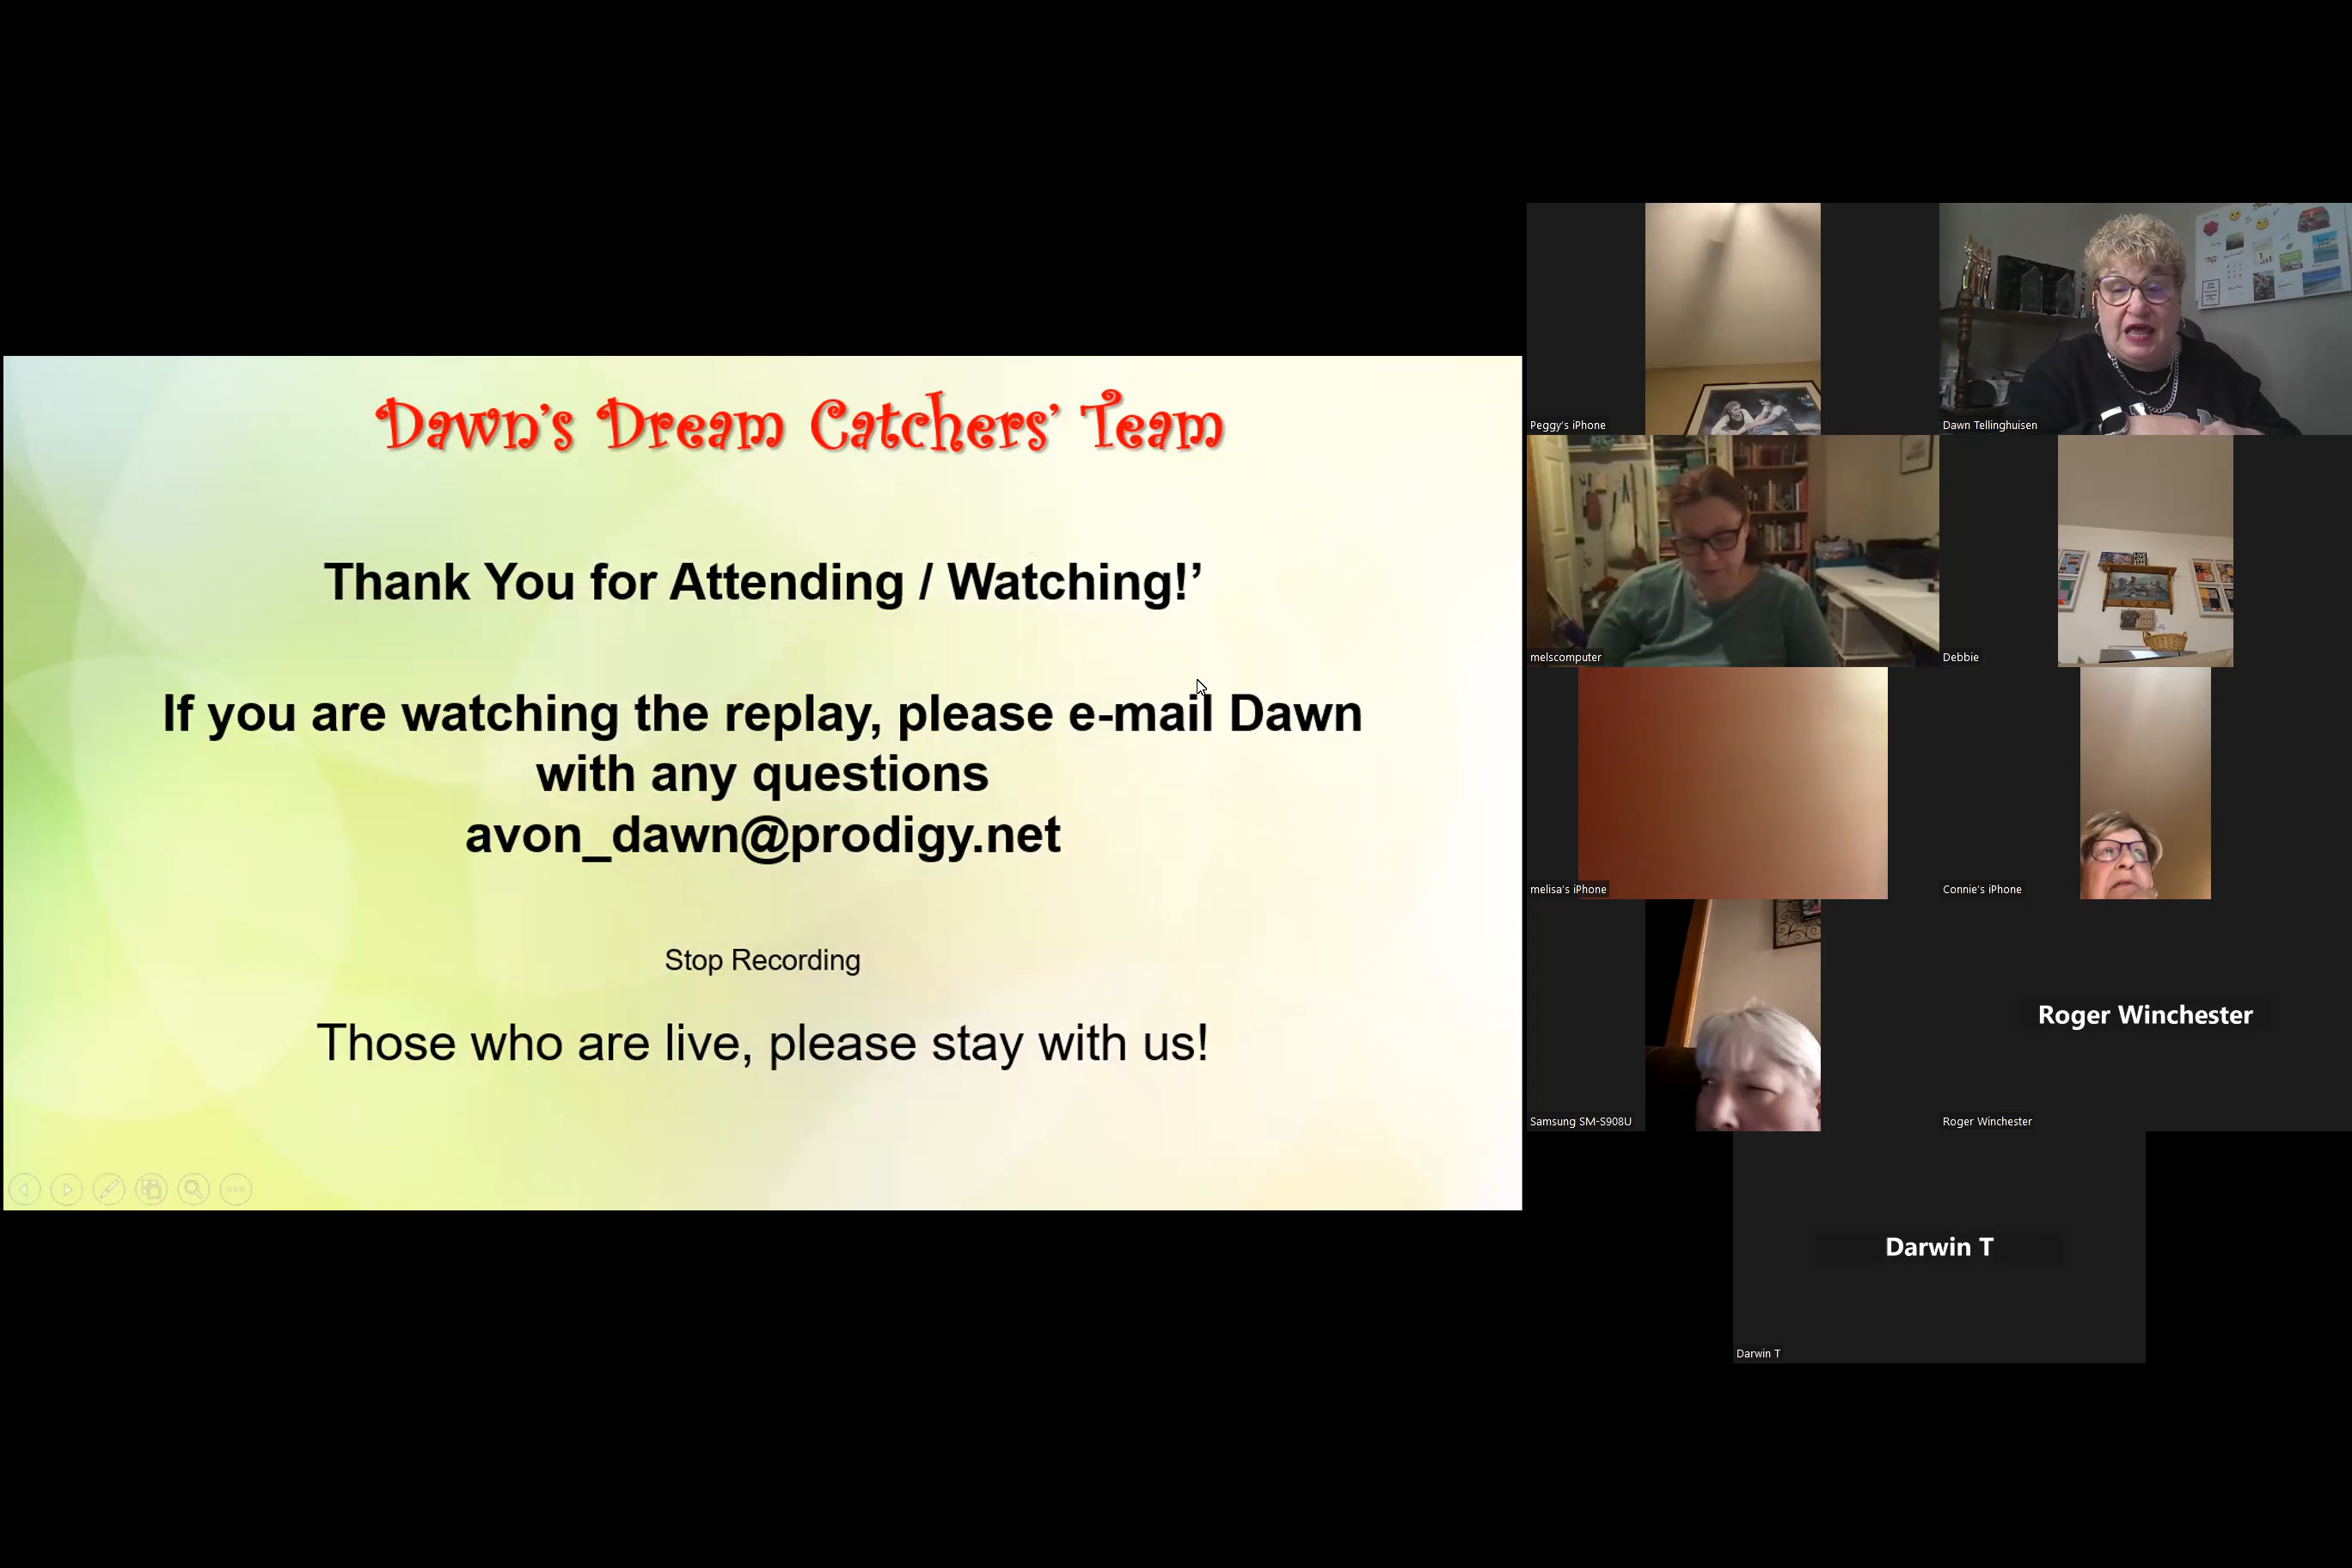 Dawn's Dream Catchers' Team
Thank You for Attending / Watching!’
If you are watching the replay, please e-mail Dawn
with any questions
avon_dawn@prodigy.net
Stop Recording
Those who are live, please stay with us!
Peggy's iPhone
Dawn Tellinghuisen
melscomputer
Debbie
melisa's iPhone
Connie's iPhone
Samsung SM-S908U
Roger Winchester
Roger Winchester
Darwin T
Darwin T